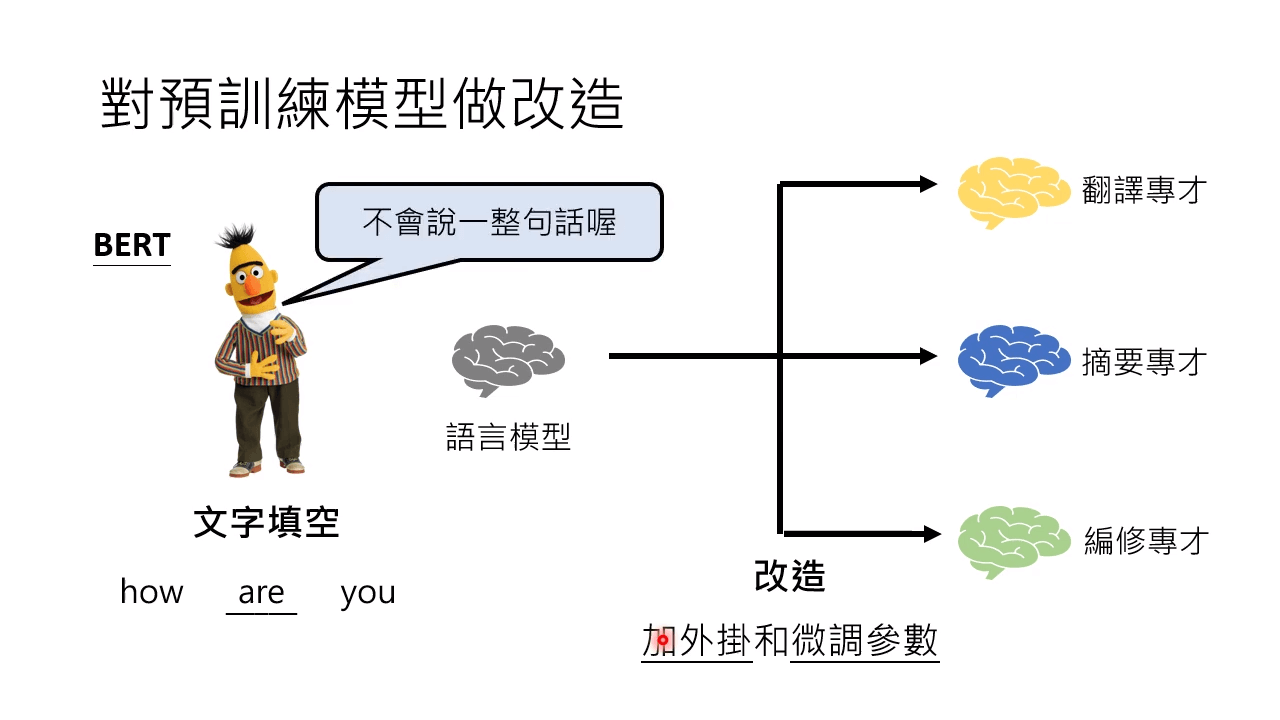 對預訓練模型做改造
不會說一整句話喔
BERT
翻譯專才
摘要專才
語言模型
文字填空
編修專才
how are you
改造
加外掛和微調參數